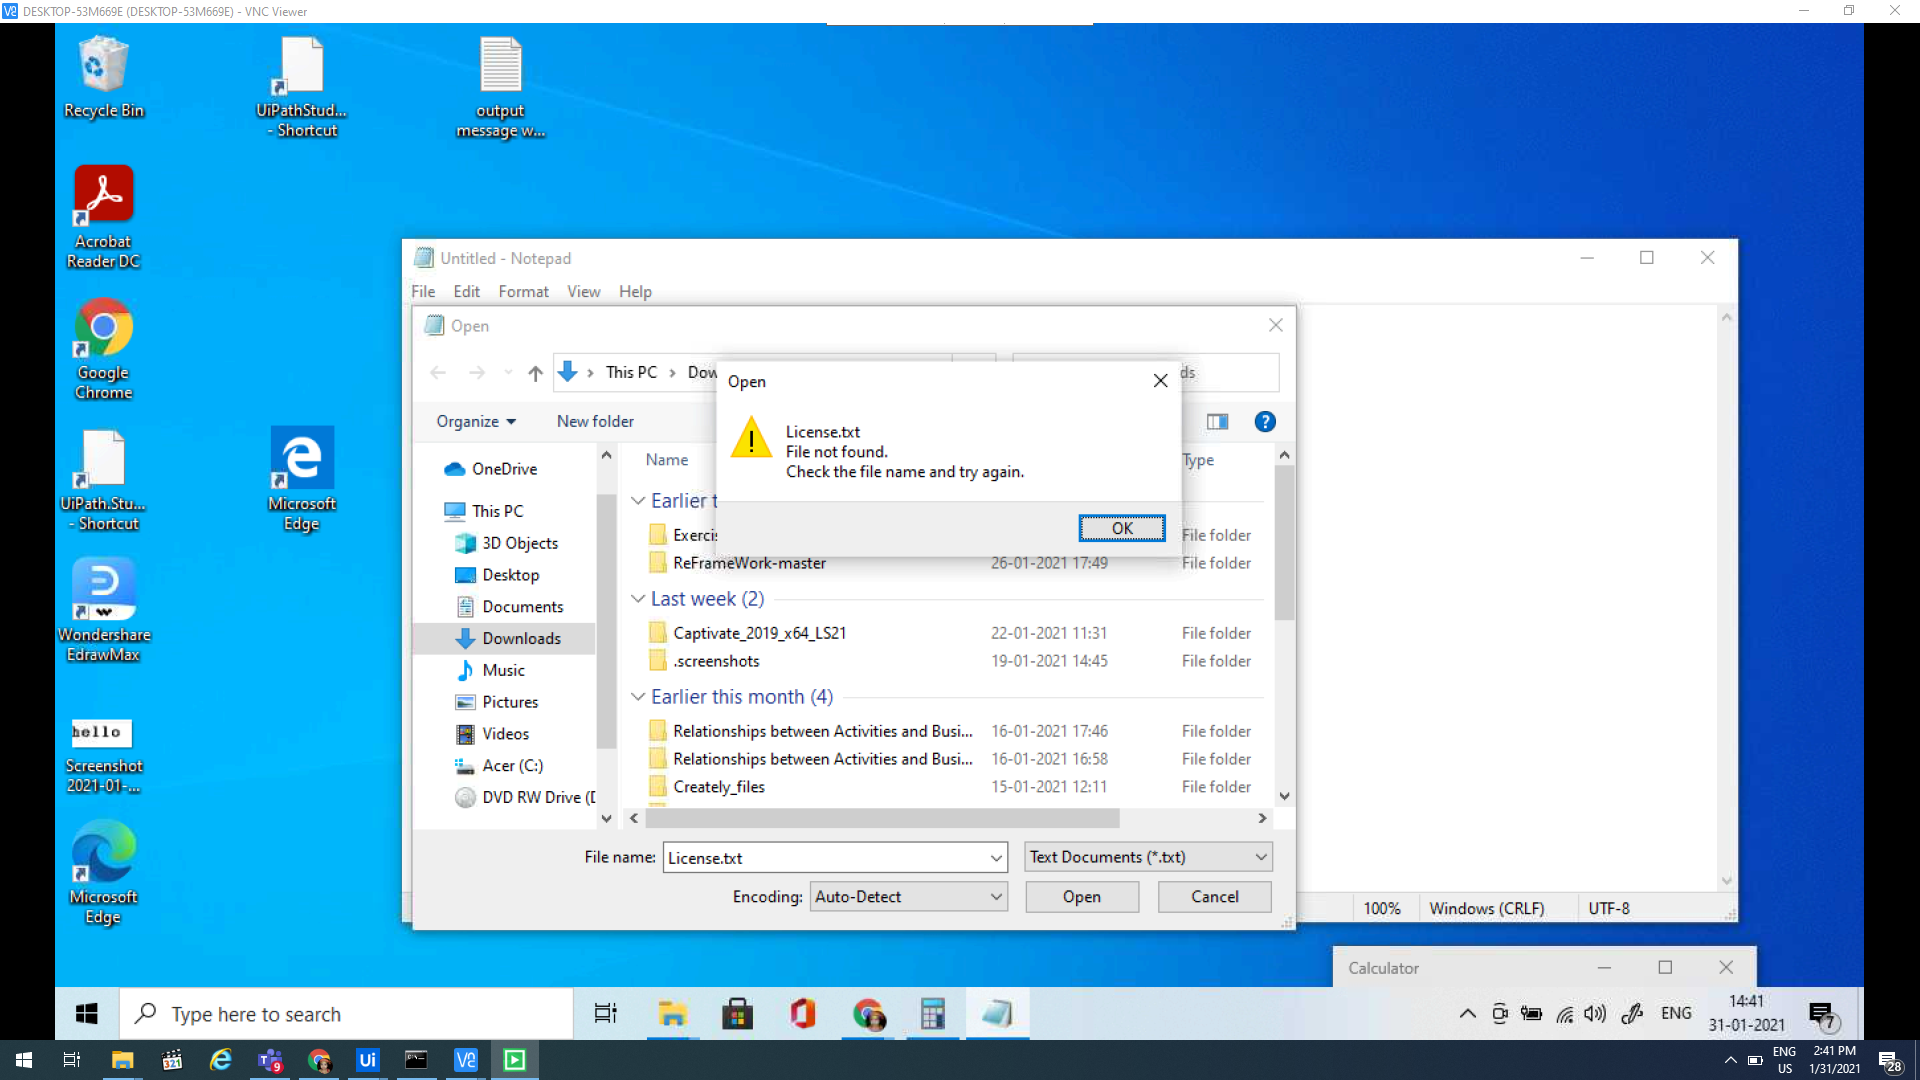 DESKTOP-53M669E (DESKTOP-53M669E) - VNC Viewer
Recycle Bin
UiPathStud...
- Shortcut
output
message w...
Acrobat
Reader DC
Google
Chrome
UiPath.Stu...
- Shortcut
Microsoft
Edge
Wondershare
EdrawMax
hello
Screenshot
2021-01-...
Microsoft
Edge
Untitled - Notepad
File Edit Format View Help
Open
This PC
Organize
New folder
Open
License.txt
File not found.
Check the file name and try again.
OK
Name
Type
OneDrive
This PC
3D Objects
Desktop
Documents
Downloads
Music
Pictures
Videos
Acer (C:)
DVD RW Drive (
File folder
ReFrameWork-master 26-01-2021 17:49 File folder
Last week (2)
Captivate_2019_x64_LS21 22-01-2021 11:31 File folder
.screenshots 19-01-2021 14:45 File folder
Earlier this month (4)
Relationships between Activities and Busi... 16-01-2021 17:46 File folder
Relationships between Activities and Busi... 16-01-2021 16:58 File folder
Creately_files 15-01-2021 12:11 File folder
File name: License.txt Text Documents (*.txt)
Encoding: Auto-Detect Open Cancel
100% Windows (CRLF) UTF-8
Calculator
Type here to search
ENG
14:41
31-01-2021
7
321
9
Ui
ENG
US
2:41 PM
1/31/2021
28